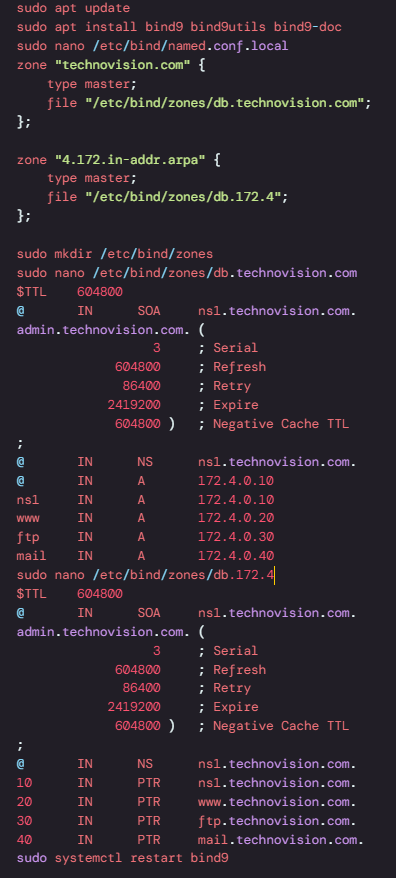 sudo apt update
sudo apt install bind9 bind9utils bind9-doc
sudo nano /etc/bind/named.conf.local
zone "technovision.com" {
    type master;
    file "/etc/bind/zones/db.technovision.com";
};

zone "4.172.in-addr.arpa" {
    type master;
    file "/etc/bind/zones/db.172.4";
};

sudo mkdir /etc/bind/zones
sudo nano /etc/bind/zones/db.technovision.com
$TTL    604800
@       IN      SOA     ns1.technovision.com.
admin.technovision.com. (
                  3     ; Serial
             604800     ; Refresh
              86400     ; Retry
            2419200     ; Expire
             604800 )   ; Negative Cache TTL
;
@       IN      NS      ns1.technovision.com.
@       IN      A       172.4.0.10
ns1     IN      A       172.4.0.10
www     IN      A       172.4.0.20
ftp     IN      A       172.4.0.30
mail    IN      A       172.4.0.40
sudo nano /etc/bind/zones/db.172.4
$TTL    604800
@       IN      SOA     ns1.technovision.com.
admin.technovision.com. (
                  3     ; Serial
             604800     ; Refresh
              86400     ; Retry
            2419200     ; Expire
             604800 )   ; Negative Cache TTL
;
@       IN      NS      ns1.technovision.com.
10      IN      PTR     ns1.technovision.com.
20      IN      PTR     www.technovision.com.
30      IN      PTR     ftp.technovision.com.
40      IN      PTR     mail.technovision.com.
sudo systemctl restart bind9